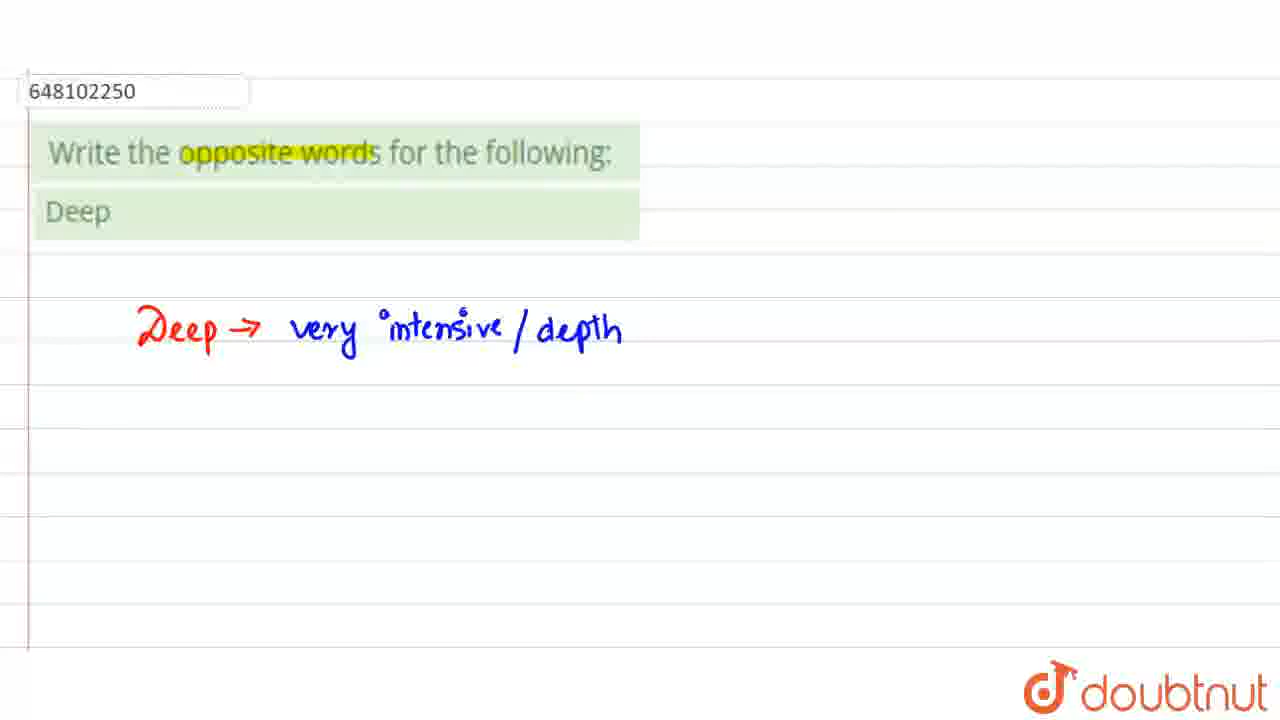 648102250
Write the opposite words for the following:
Deep
Deep → very intensive / depth
doubtnut